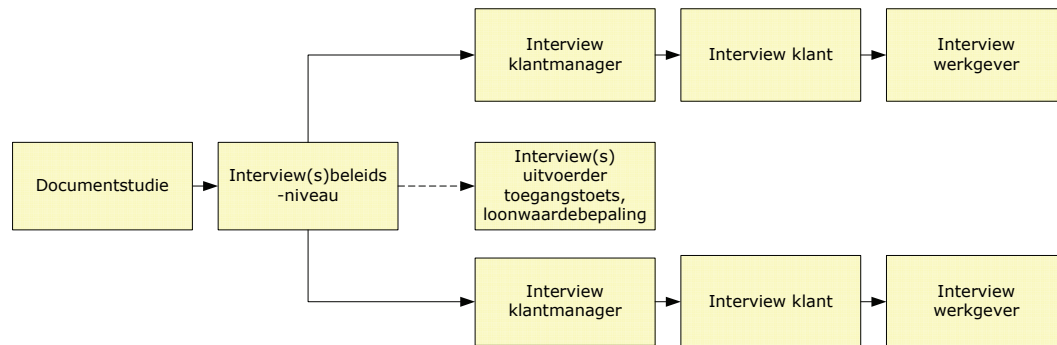 Interview
klantmanager
Interview klant
Interview
werkgever
Documentstudie
Interview(s)beleids
-niveau
Interview(s)
uitvoerder
toegangstoets,
loonwaardebepaling
Interview
klantmanager
Interview klant
Interview
werkgever